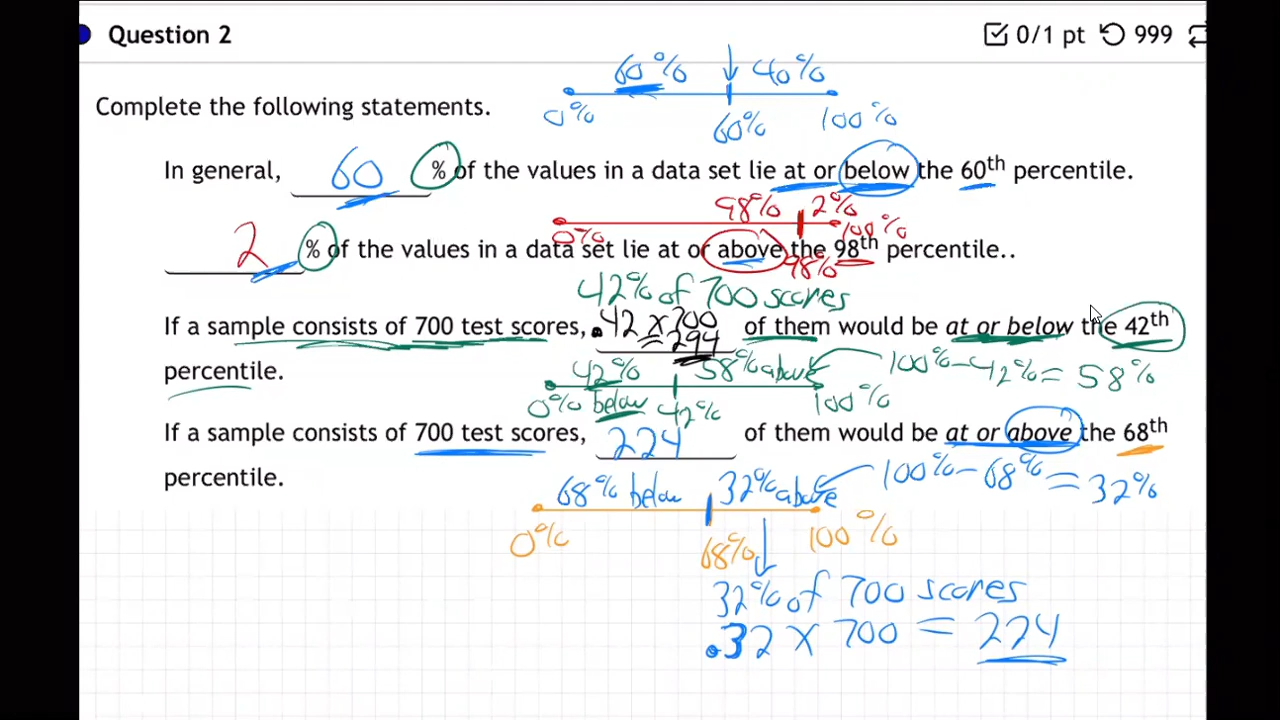 Question 2
0/1 pt 999
60% 40%
0% 60% 100%
Complete the following statements.
In general, 60 % of the values in a data set lie at or below the 60th percentile.
98% 2%
0% 98% 100%
2 % of the values in a data set lie at or above the 98th percentile..
42% of 700 scores
If a sample consists of 700 test scores, .42 x 700 = 294 of them would be at or below the 42th
percentile.
42% below 58% above 100% - 42% = 58%
0% 42% 100%
If a sample consists of 700 test scores, 224 of them would be at or above the 68th
percentile.
68% below 32% above 100% - 68% = 32%
0% 68% 100%
32% of 700 scores
.32 x 700 = 224